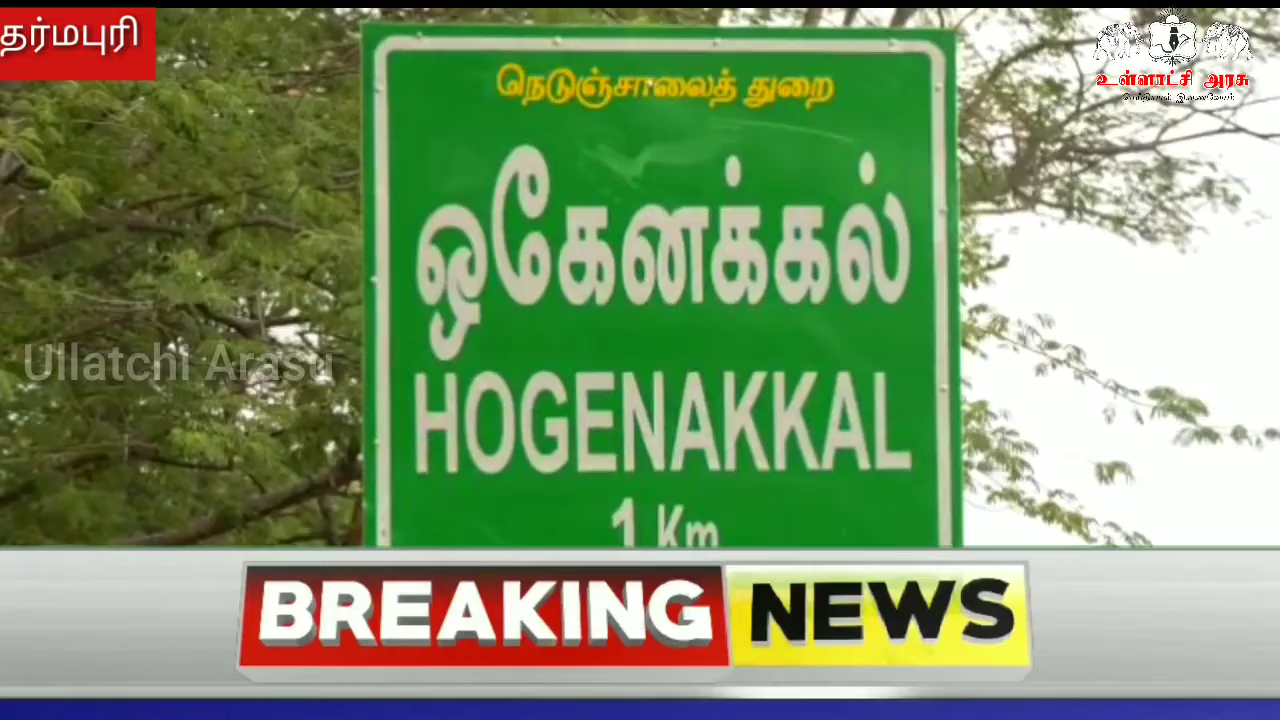 தர்மபுரி
உள்ளாட்சி அரசு
நெடுஞ்சாலைத் துறை
ஒகேனக்கல்
HOGENAKKAL
1 Km
Ullatchi Arasu
BREAKING NEWS